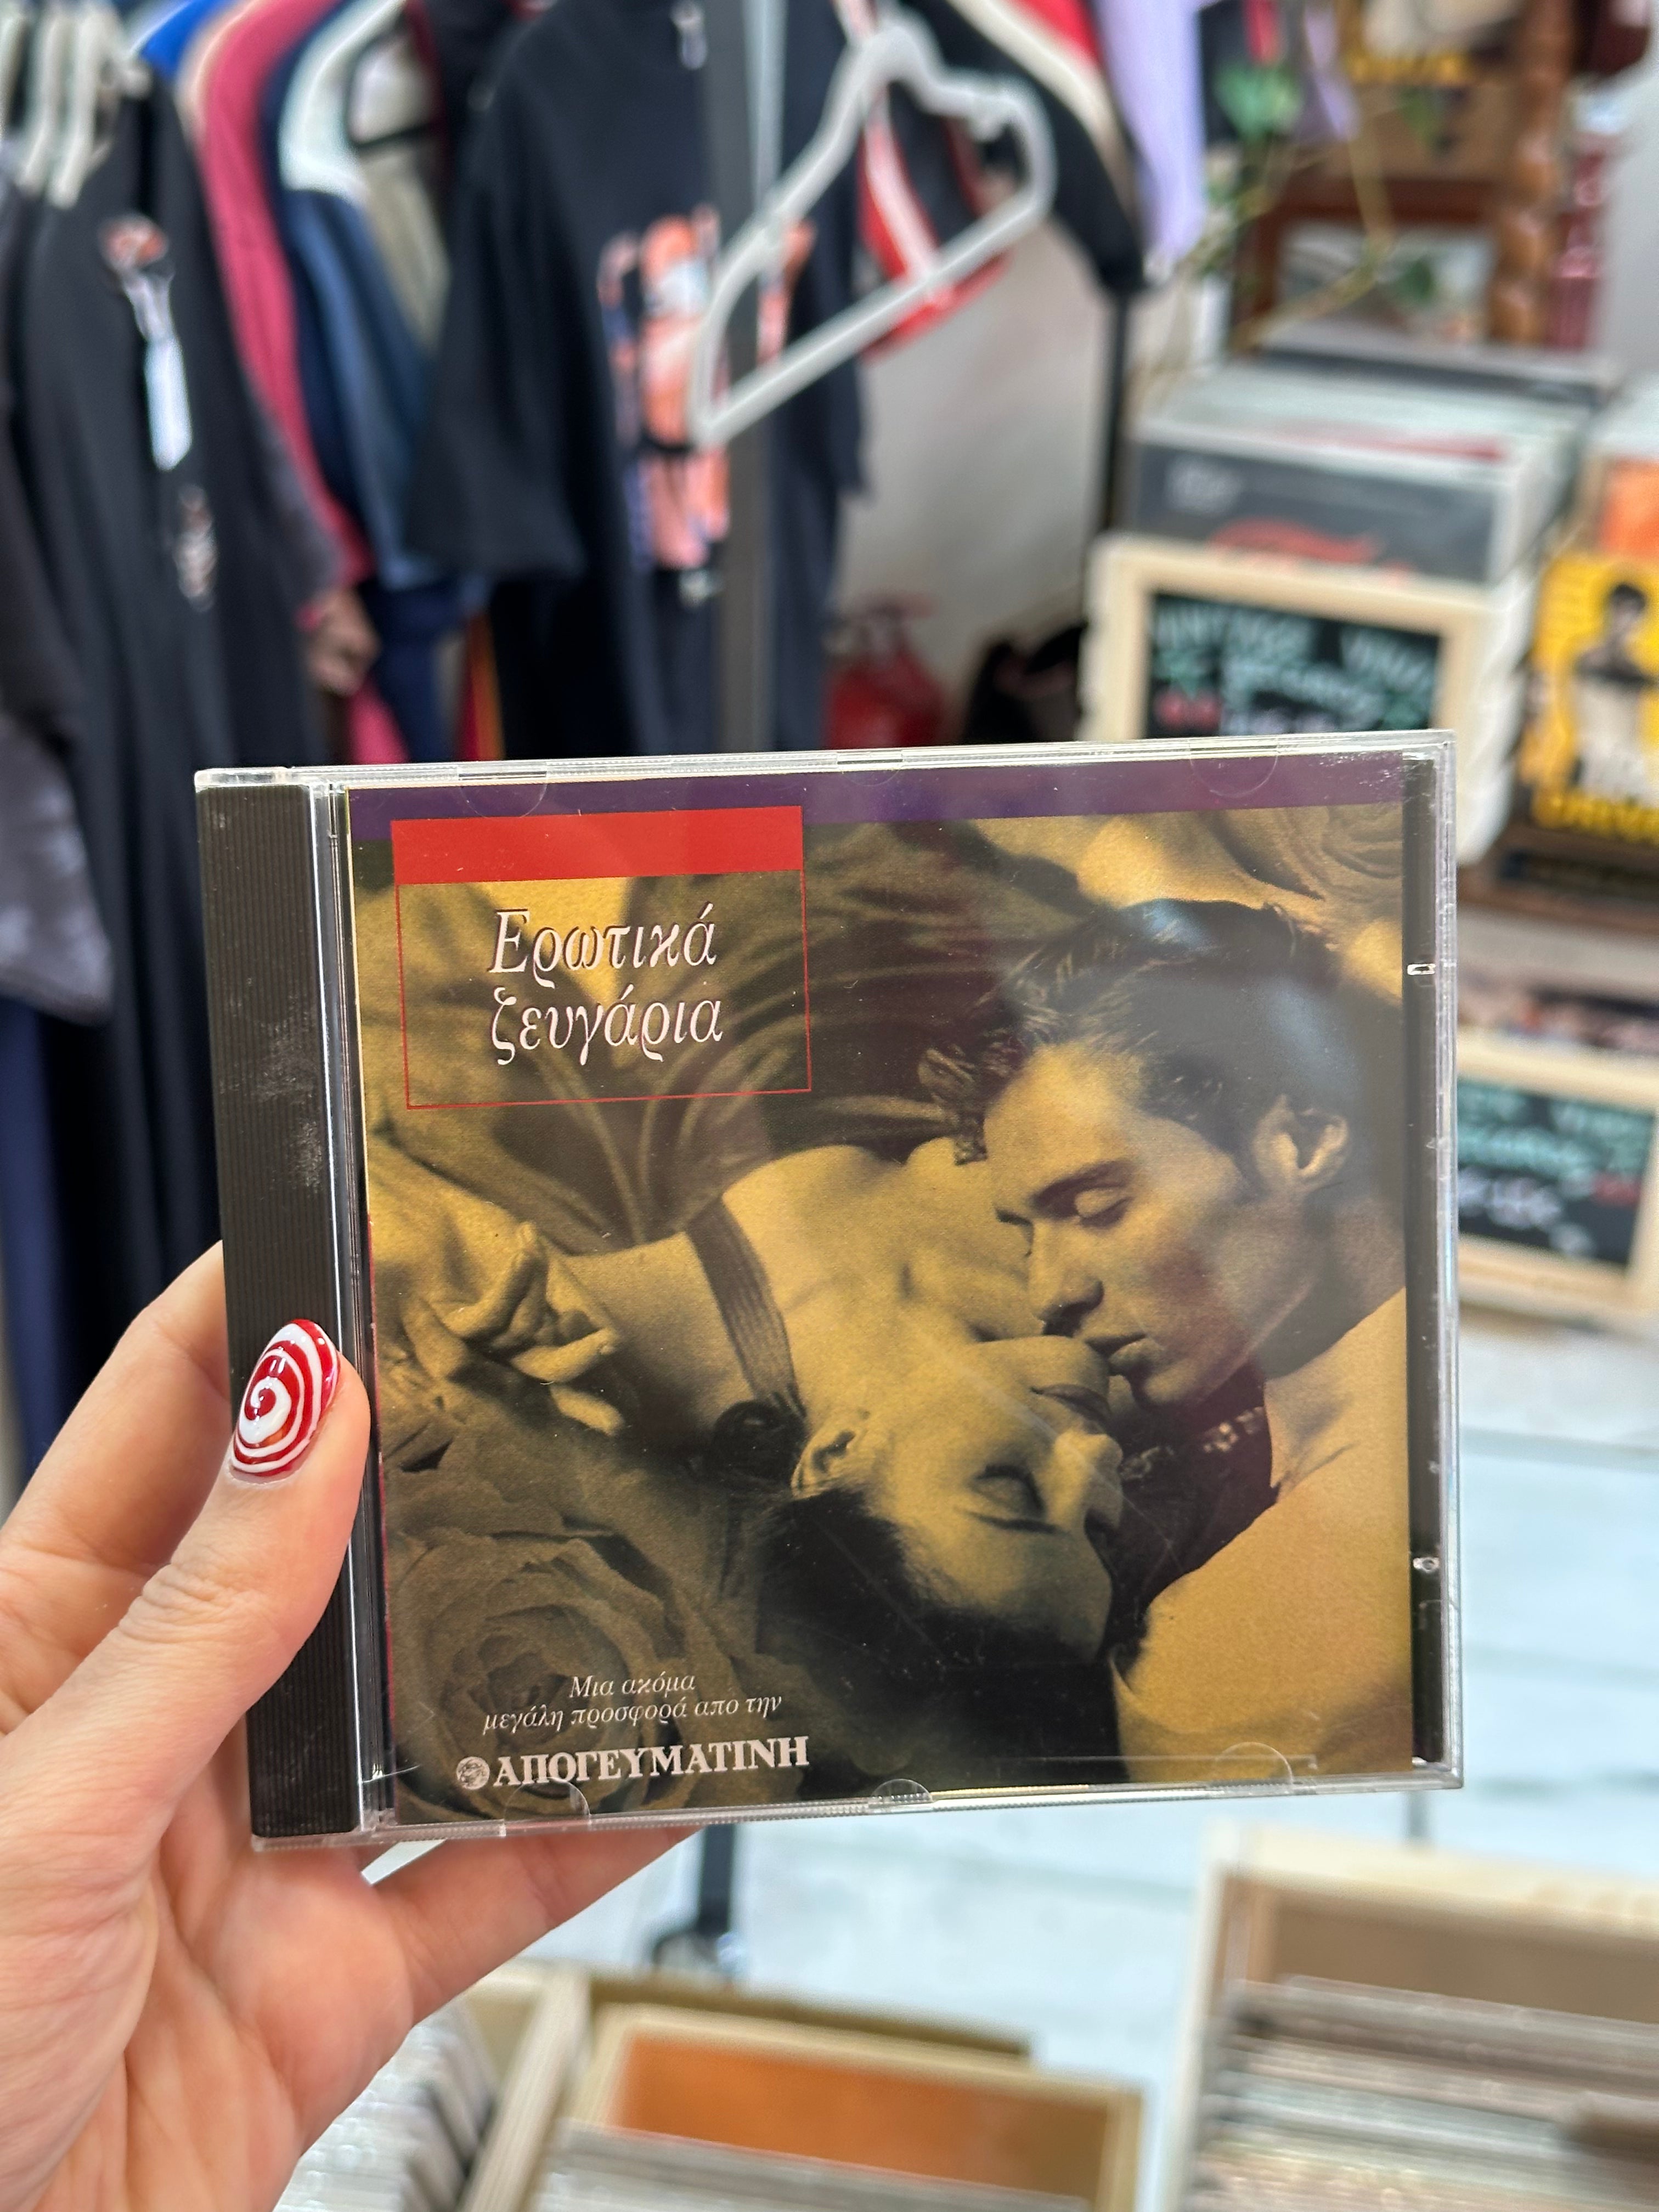 Ερωτικά
ζευγάρια
Μια ακόμα
μεγάλη προσφορά απο την
ΑΠΟΓΕΥΜΑΤΙΝΗ